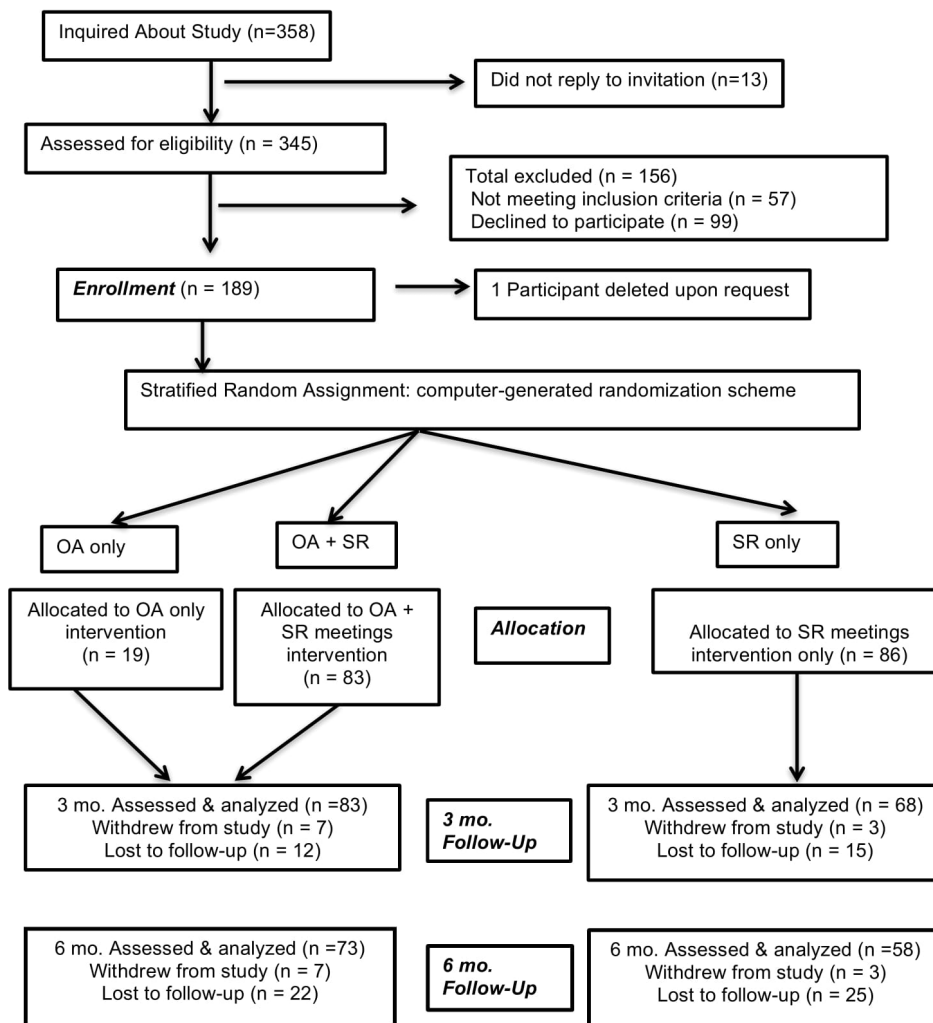 Inquired About Study (n=358)
Did not reply to invitation (n=13)
Assessed for eligibility (n = 345)
Total excluded (n = 156)
Not meeting inclusion criteria (n = 57)
Declined to participate (n = 99)
Enrollment (n = 189)
1 Participant deleted upon request
Stratified Random Assignment: computer-generated randomization scheme
OA only
OA + SR
SR only
Allocated to OA only
intervention
(n = 19)
Allocated to OA +
SR meetings
intervention
(n = 83)
Allocation
Allocated to SR meetings
intervention only (n = 86)
3 mo. Assessed & analyzed (n =83)
Withdrew from study (n = 7)
Lost to follow-up (n = 12)
3 mo.
Follow-Up
3 mo. Assessed & analyzed (n = 68)
Withdrew from study (n = 3)
Lost to follow-up (n = 15)
6 mo. Assessed & analyzed (n =73)
Withdrew from study (n = 7)
Lost to follow-up (n = 22)
6 mo.
Follow-Up
6 mo. Assessed & analyzed (n =58)
Withdrew from study (n = 3)
Lost to follow-up (n = 25)